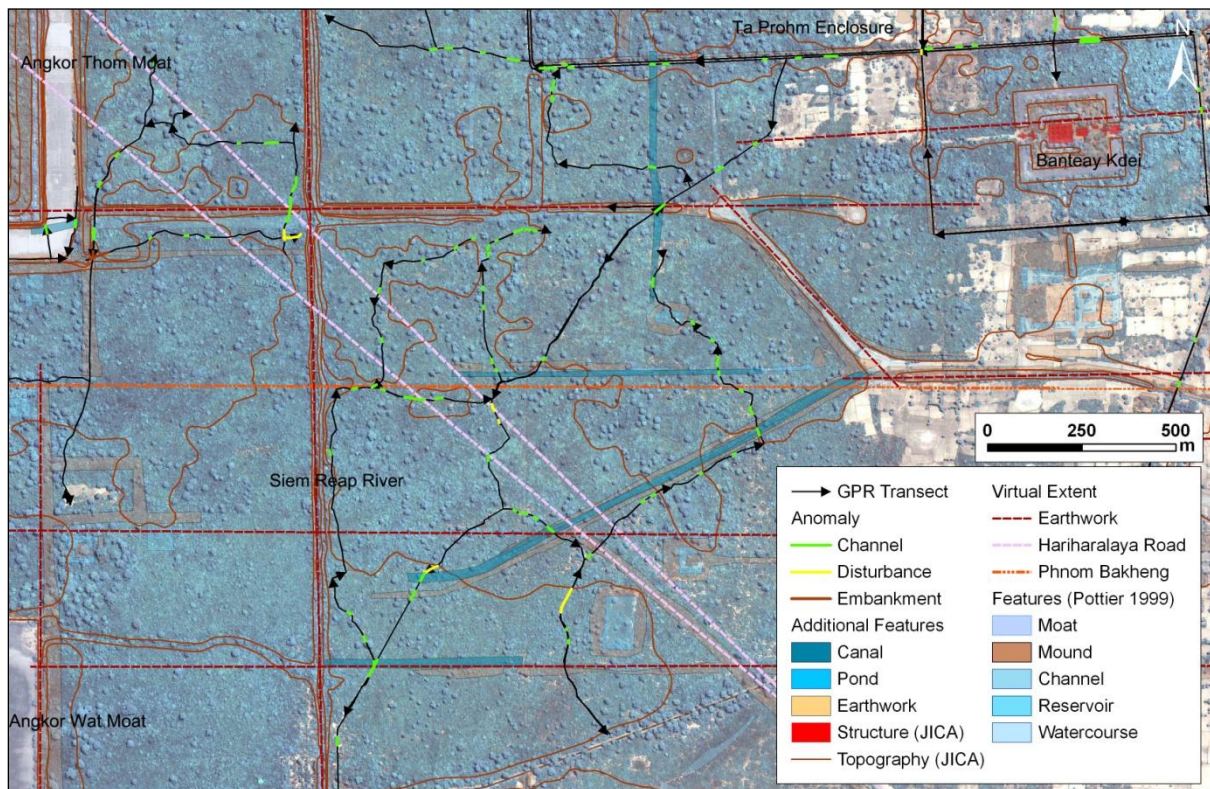 Ta Prohm Enclosure
N
Angkor Thom Moat
Banteay Kdei
0 250 500
m
Siem Reap River
Angkor Wat Moat
GPR Transect
Anomaly
Channel
Disturbance
Embankment
Additional Features
Canal
Pond
Earthwork
Structure (JICA)
Topography (JICA)
Virtual Extent
Earthwork
Hariharalaya Road
Phnom Bakheng
Features (Pottier 1999)
Moat
Mound
Channel
Reservoir
Watercourse